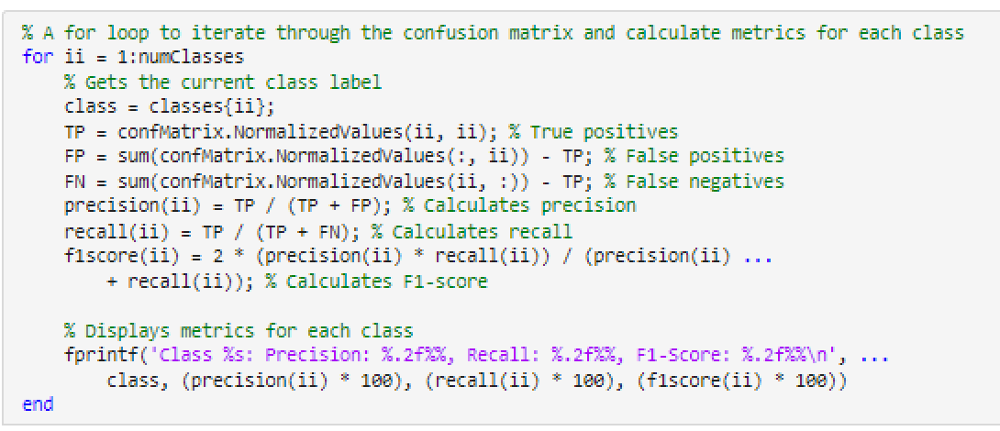 % A for loop to iterate through the confusion matrix and calculate metrics for each class
for ii = 1:numClasses
    % Gets the current class label
    class = classes{ii};
    TP = confMatrix.NormalizedValues(ii, ii); % True positives
    FP = sum(confMatrix.NormalizedValues(:, ii)) - TP; % False positives
    FN = sum(confMatrix.NormalizedValues(ii, :)) - TP; % False negatives
    precision(ii) = TP / (TP + FP); % Calculates precision
    recall(ii) = TP / (TP + FN); % Calculates recall
    f1score(ii) = 2 * (precision(ii) * recall(ii)) / (precision(ii) ...
        + recall(ii)); % Calculates F1-score
    % Displays metrics for each class
    fprintf('Class %s: Precision: %.2f%%, Recall: %.2f%%, F1-Score: %.2f%%\n', ...
        class, (precision(ii) * 100), (recall(ii) * 100), (f1score(ii) * 100))
end